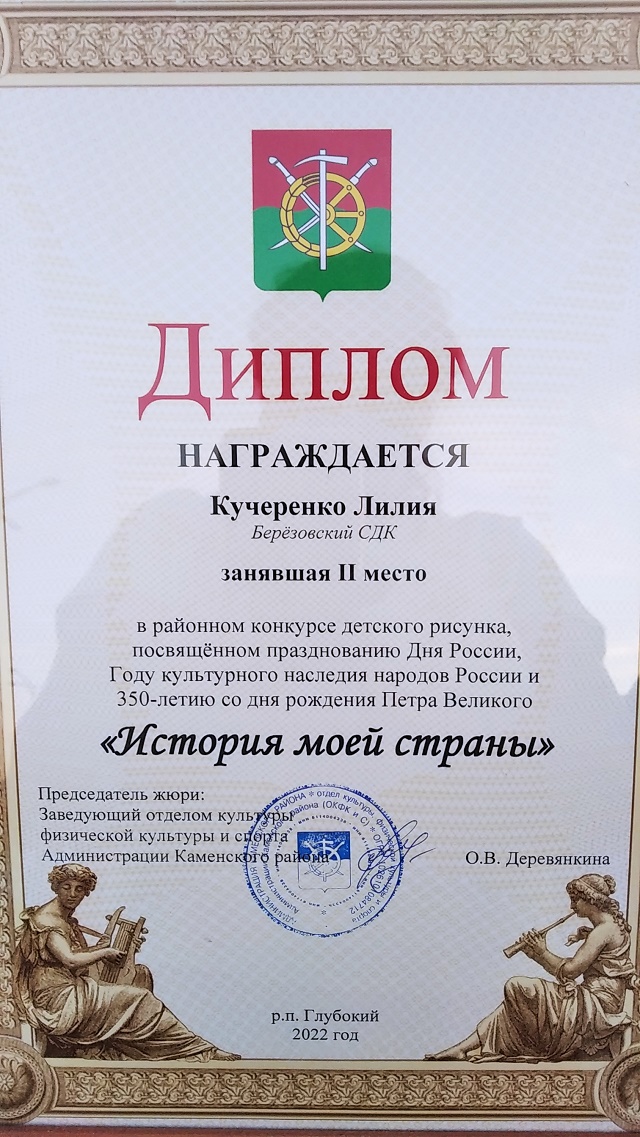 Диплом
НАГРАЖДАЕТСЯ
Кучеренко Лилия
Берёзовский СДК
занявшая II место
в районном конкурсе детского рисунка,
посвящённом празднованию Дня России,
Году культурного наследия народов России и
350-летию со дня рождения Петра Великого
«История моей страны»
Председатель жюри:
Заведующий отделом культуры
физической культуры и спорта
Администрации Каменского района
О.В. Деревянкина
р.п. Глубокий
2022 год